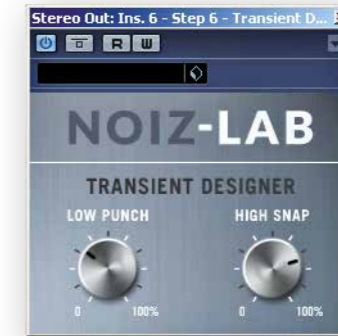 Stereo Out: Ins. 6 - Step 6 - Transient D...
R W
NOIZ-LAB
TRANSIENT DESIGNER
LOW PUNCH HIGH SNAP
0 100% 0 100%